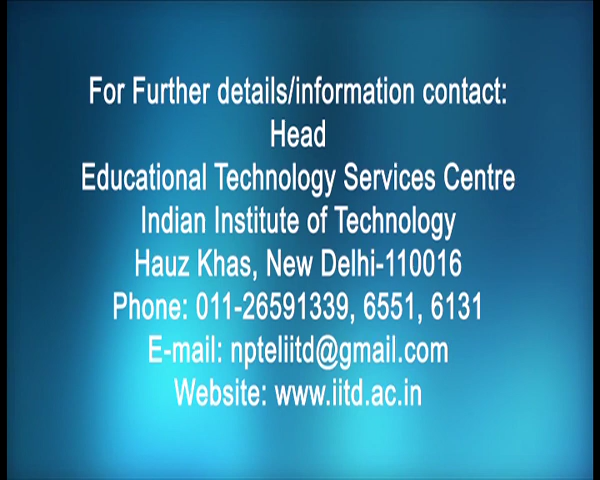 For Further details/information contact:
Head
Educational Technology Services Centre
Indian Institute of Technology
Hauz Khas, New Delhi-110016
Phone: 011-26591339, 6551, 6131
E-mail: npteliitd@gmail.com
Website: www.iitd.ac.in